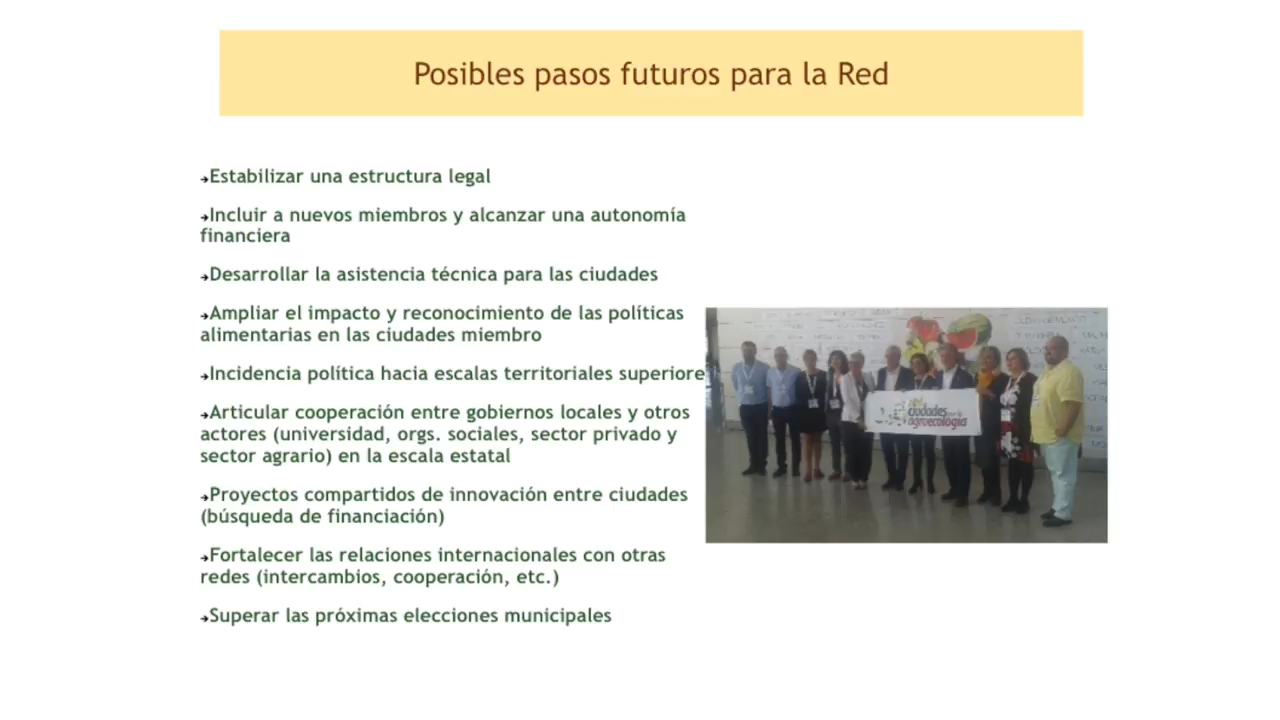 Posibles pasos futuros para la Red
➔Estabilizar una estructura legal
➔Incluir a nuevos miembros y alcanzar una autonomía
financiera
➔Desarrollar la asistencia técnica para las ciudades
➔Ampliar el impacto y reconocimiento de las políticas
alimentarias en las ciudades miembro
➔Incidencia política hacia escalas territoriales superiore
➔Articular cooperación entre gobiernos locales y otros
actores (universidad, orgs. sociales, sector privado y
sector agrario) en la escala estatal
➔Proyectos compartidos de innovación entre ciudades
(búsqueda de financiación)
➔Fortalecer las relaciones internacionales con otras
redes (intercambios, cooperación, etc.)
➔Superar las próximas elecciones municipales
red
ciudades por la
agroecología